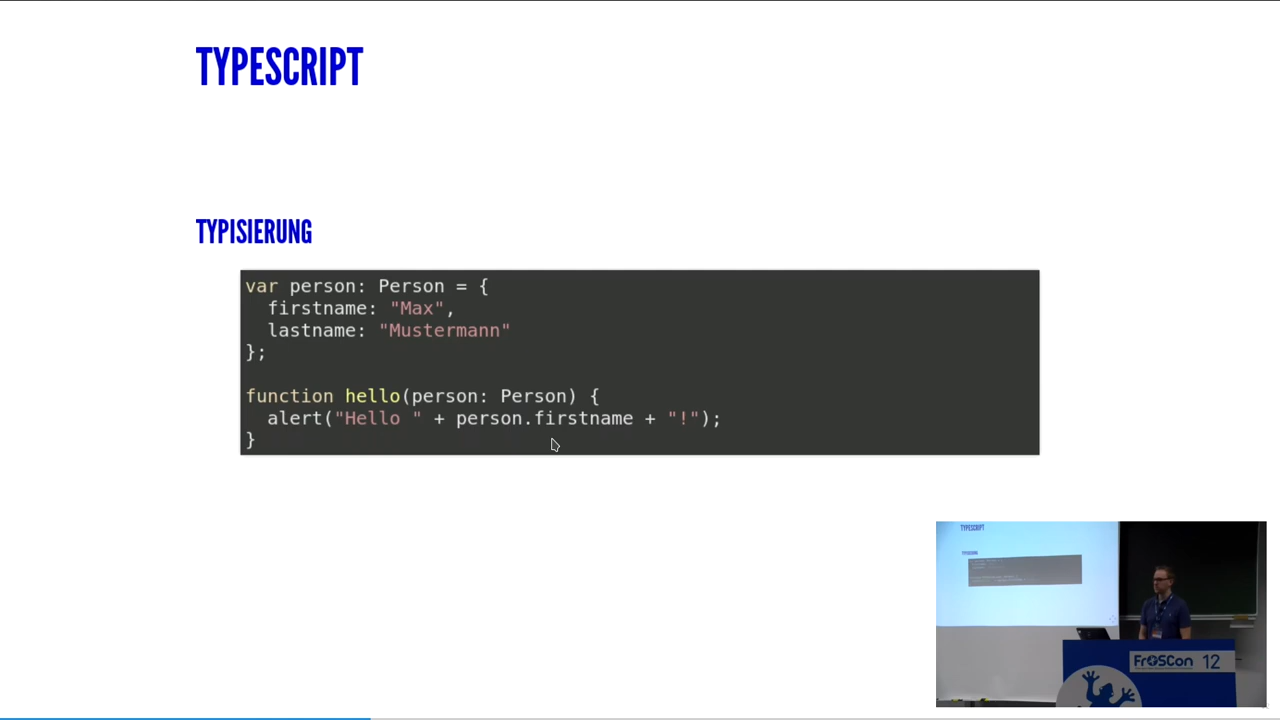 TYPESCRIPT
TYPISIERUNG
var person: Person = {
  firstname: "Max",
  lastname: "Mustermann"
};

function hello(person: Person) {
  alert("Hello " + person.firstname + "!");
}
TYPESCRIPT
TYPISIERUNG
FrOSCon 12